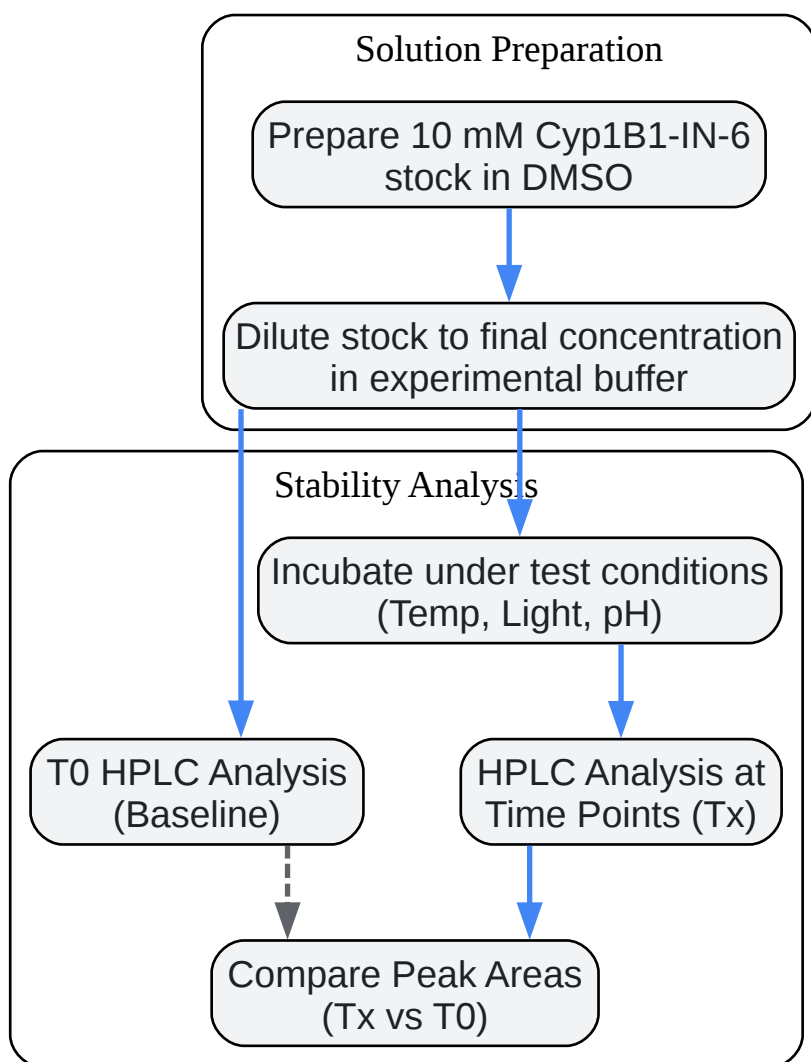 Solution Preparation
Prepare 10 mM Cyp1B1-IN-6
stock in DMSO
Dilute stock to final concentration
in experimental buffer
Stability Analysis
Incubate under test conditions
(Temp, Light, pH)
T0 HPLC Analysis
(Baseline)
HPLC Analysis at
Time Points (Tx)
Compare Peak Areas
(Tx vs T0)